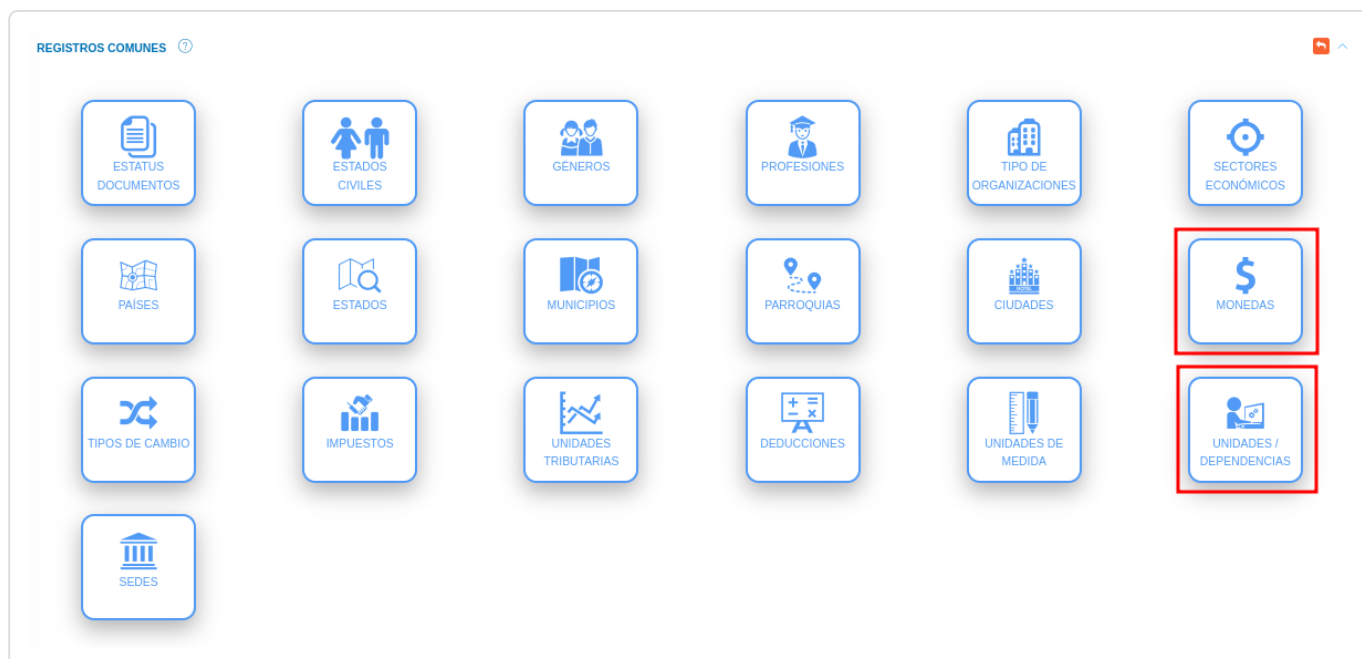 REGISTROS COMUNES ?
ESTATUS
DOCUMENTOS
ESTADOS
CIVILES
GÉNEROS
PROFESIONES
TIPO DE
ORGANIZACIONES
SECTORES
ECONÓMICOS
PAÍSES
ESTADOS
MUNICIPIOS
PARROQUIAS
HOTEL
CIUDADES
$
MONEDAS
TIPOS DE CAMBIO
IMPUESTOS
UNIDADES
TRIBUTARIAS
DEDUCCIONES
UNIDADES DE
MEDIDA
UNIDADES /
DEPENDENCIAS
SEDES